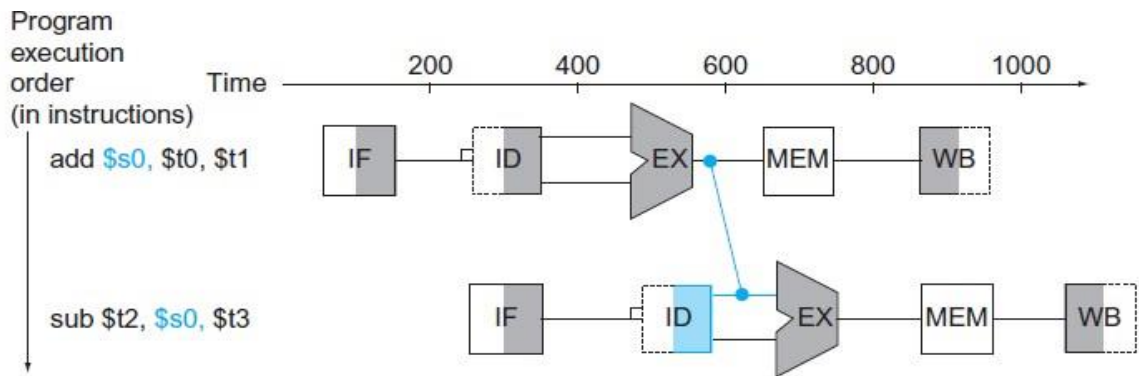 Program
execution
order
(in instructions)
Time
200 400 600 800 1000
add $s0, $t0, $t1
IF ID EX MEM WB
sub $t2, $s0, $t3
IF ID EX MEM WB